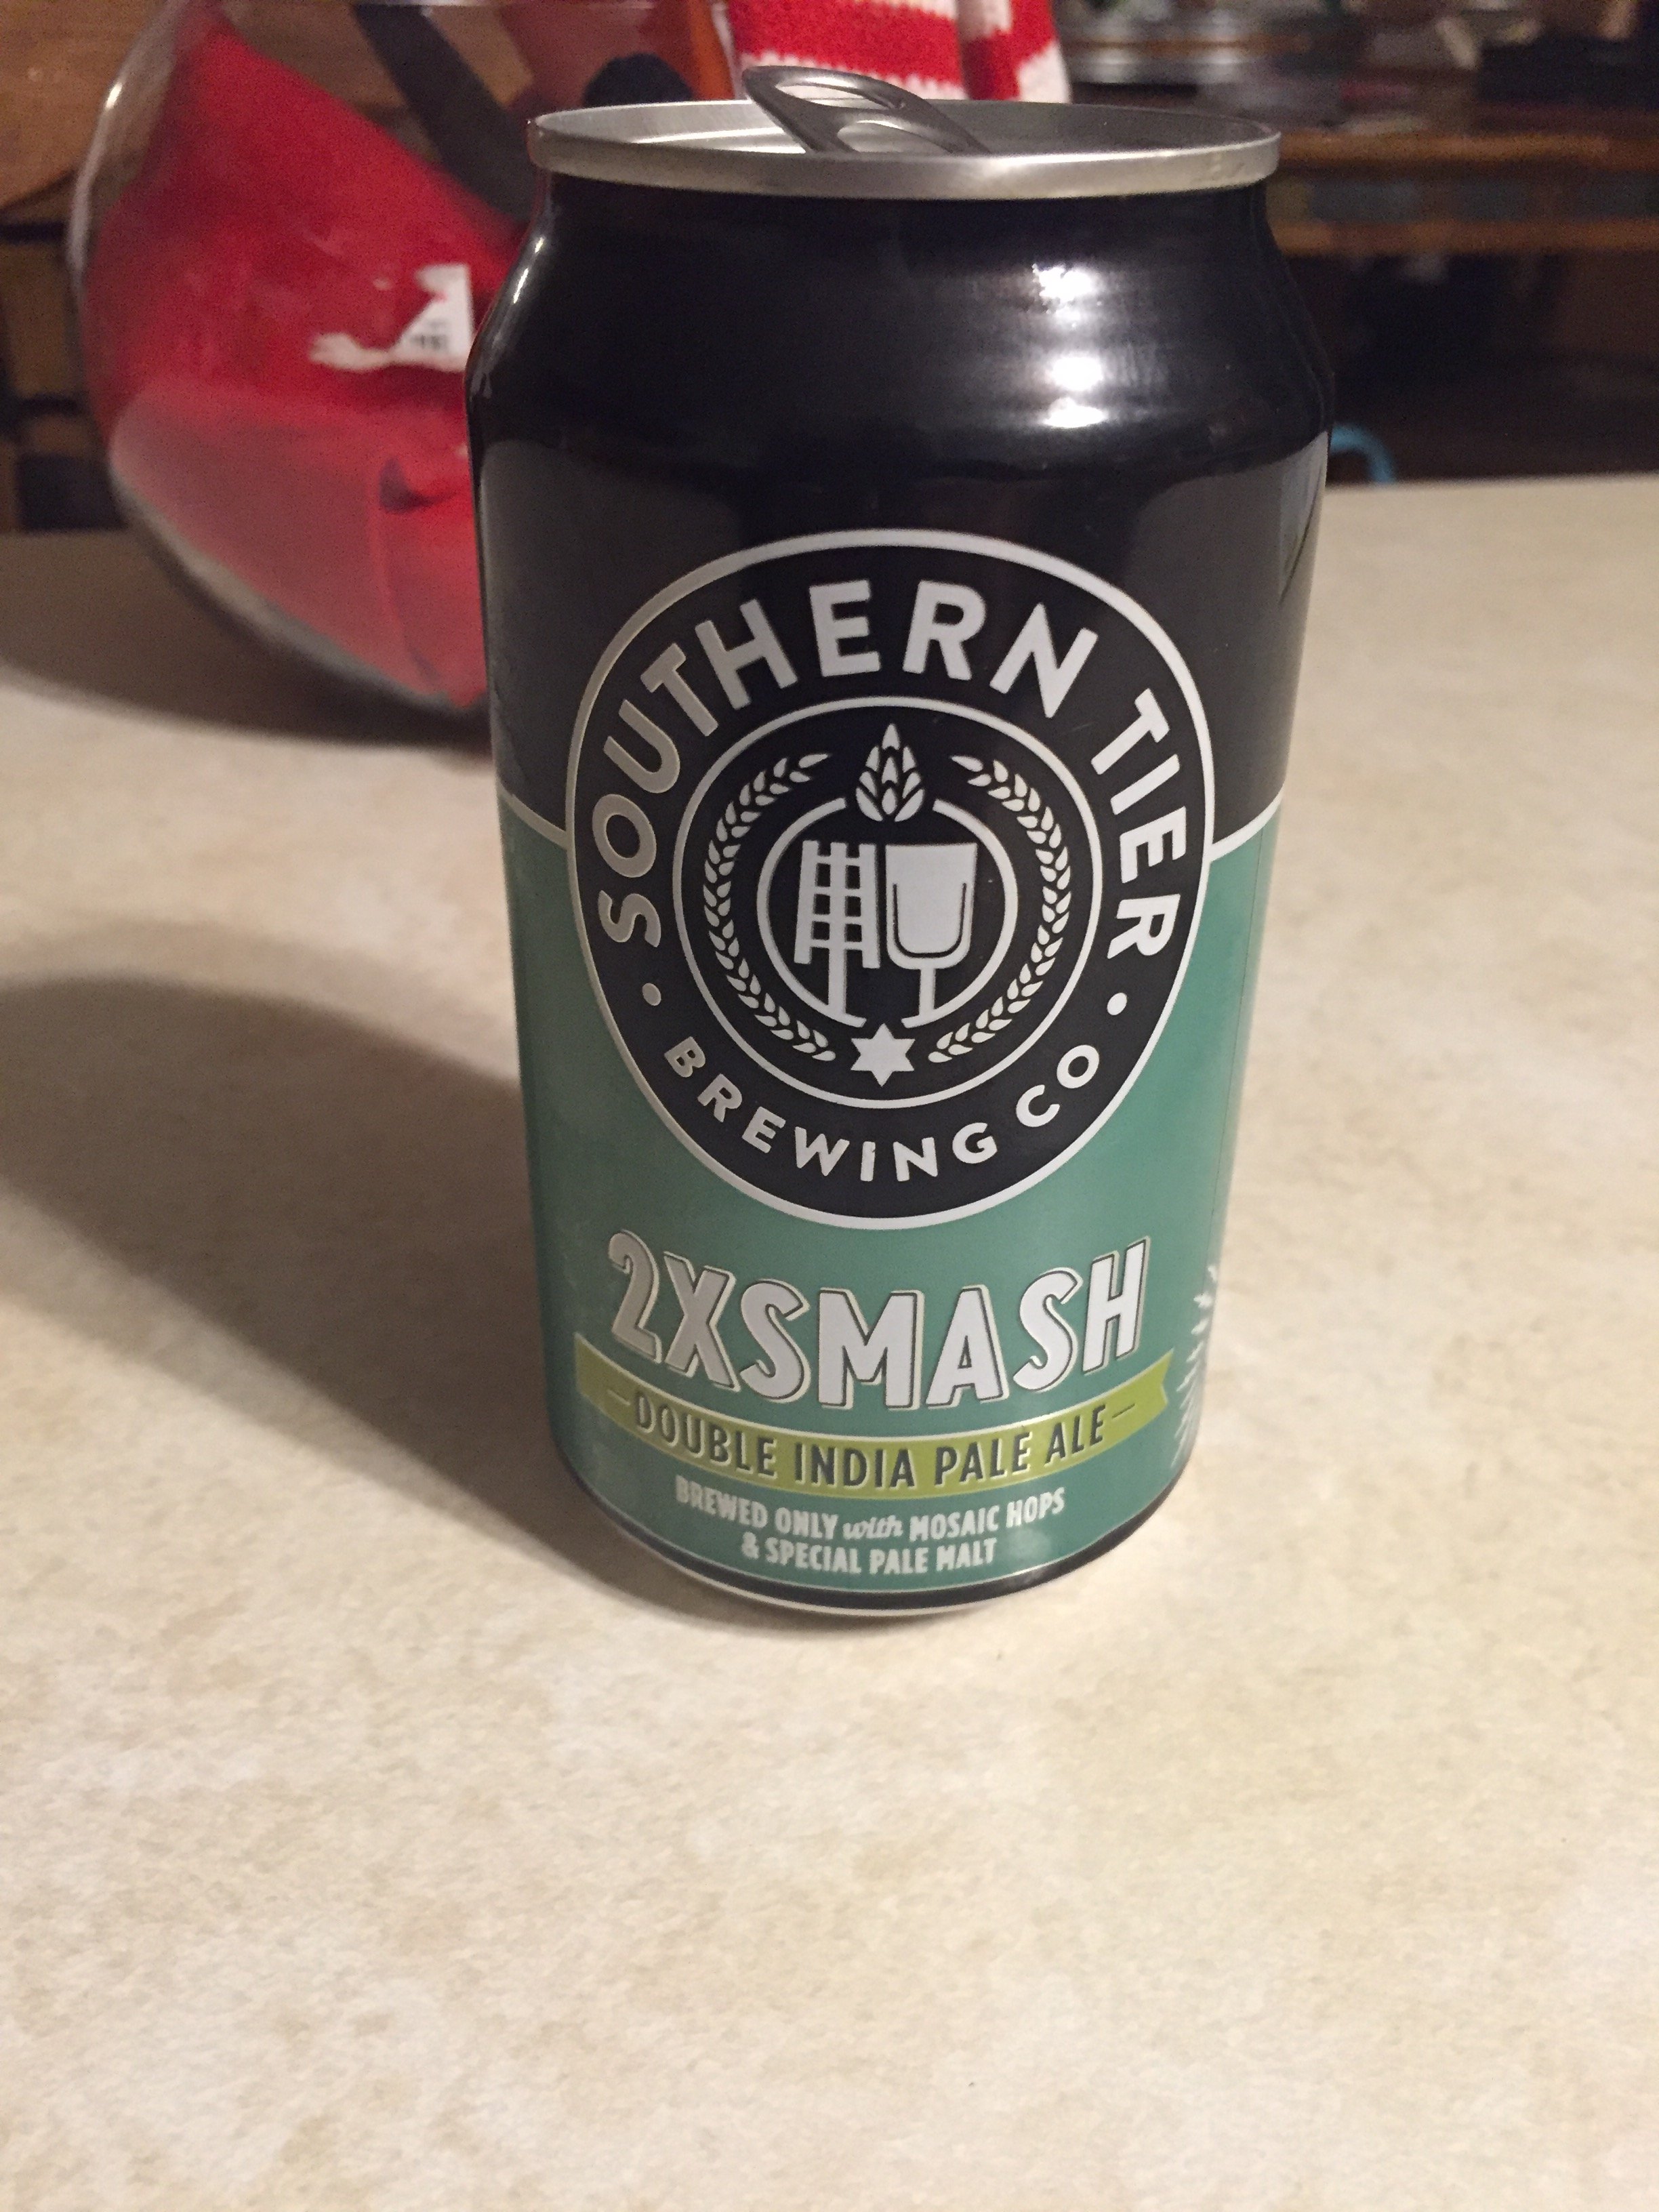 SOUTHERN TIER
• BREWING CO •
2XSMASH
—DOUBLE INDIA PALE ALE—
BREWED ONLY with MOSAIC HOPS
& SPECIAL PALE MALT